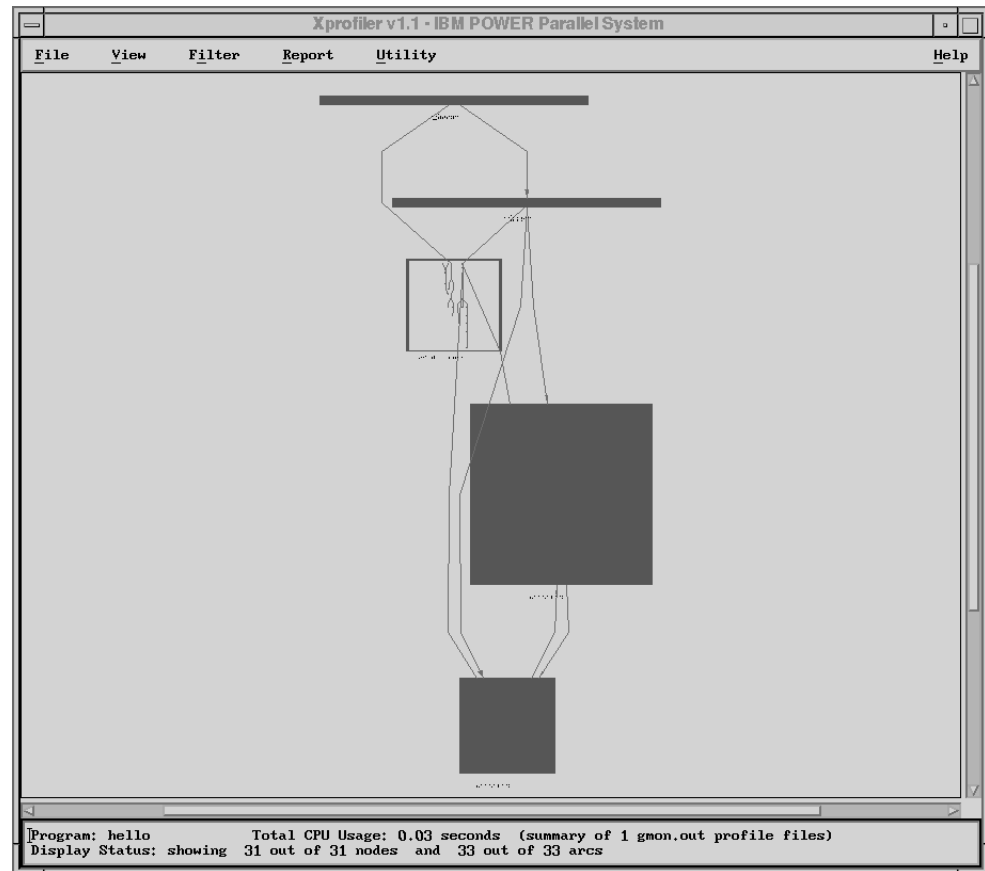 Xprofiler v1.1 - IBM POWER Parallel System
File View Filter Report Utility Help
Program: hello Total CPU Usage: 0.03 seconds (summary of 1 gmon.out profile files)
Display Status: showing 31 out of 31 nodes and 33 out of 33 arcs